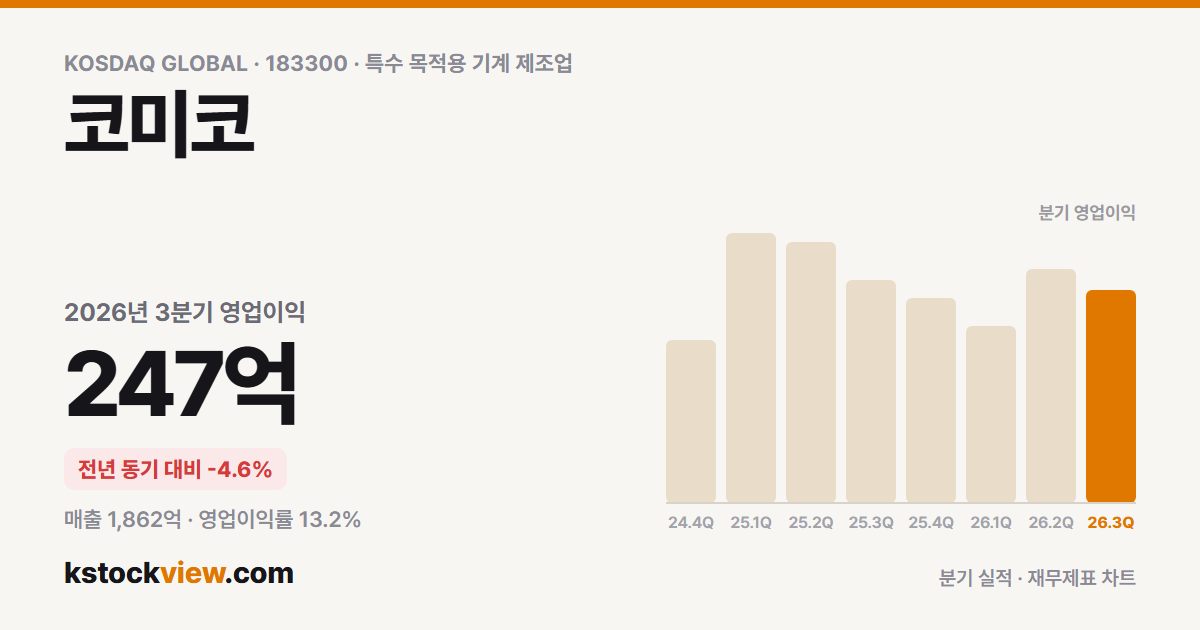 KOSDAQ GLOBAL · 183300 · 특수 목적용 기계 제조업
코미코
분기 영업이익
2026년 3분기 영업이익
247억
전년 동기 대비 -4.6%
매출 1,862억 · 영업이익률 13.2%
24.4Q 25.1Q 25.2Q 25.3Q 25.4Q 26.1Q 26.2Q 26.3Q
kstockview.com
분기 실적 · 재무제표 차트